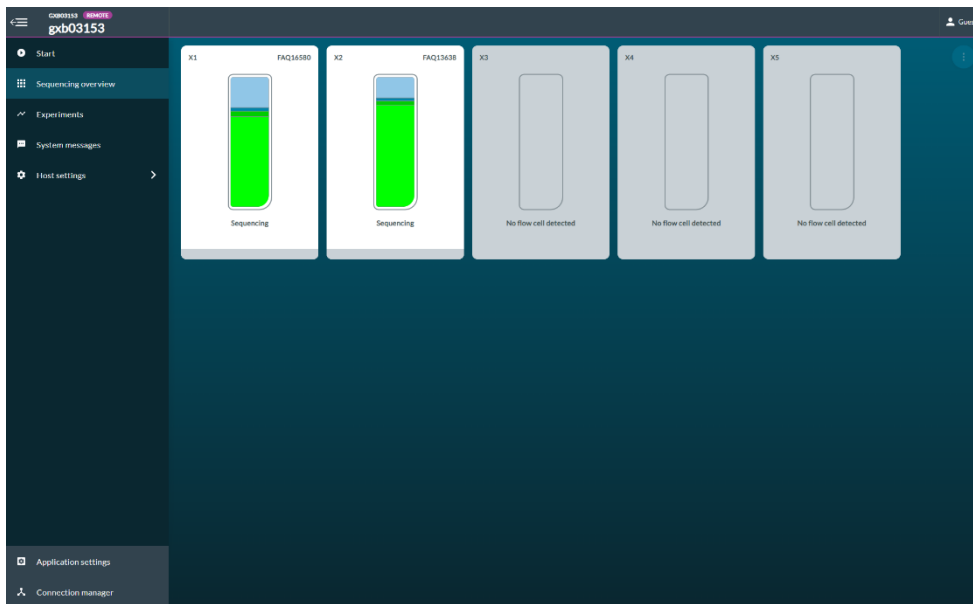 GXB03153 REMOTE
gxb03153
Start
Sequencing overview
Experiments
System messages
Host settings
Application settings
Connection manager
X1 FAQ16580
Sequencing
X2 FAQ13638
Sequencing
X3
No flow cell detected
X4
No flow cell detected
X5
No flow cell detected